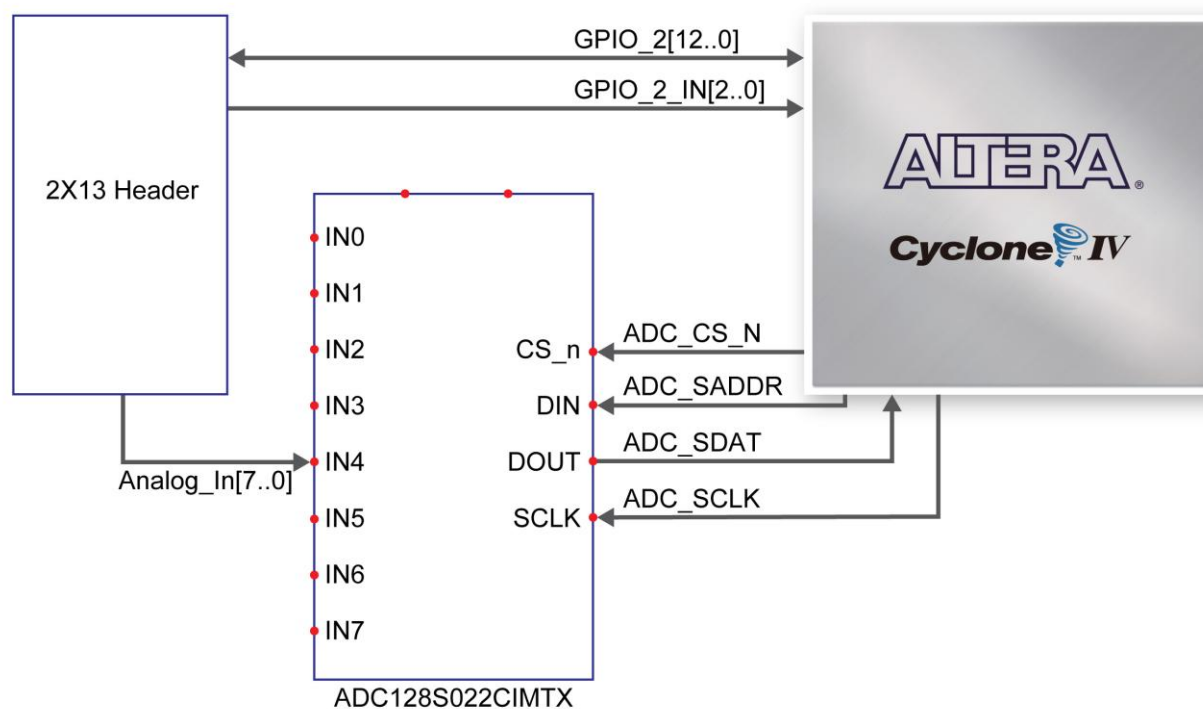 GPIO_2[12..0]
GPIO_2_IN[2..0]
2X13 Header
ALTERA®
Cyclone™ IV
IN0
IN1
IN2
IN3
IN4
IN5
IN6
IN7
Analog_In[7..0]
CS_n
DIN
DOUT
SCLK
ADC_CS_N
ADC_SADDR
ADC_SDAT
ADC_SCLK
ADC128S022CIMTX